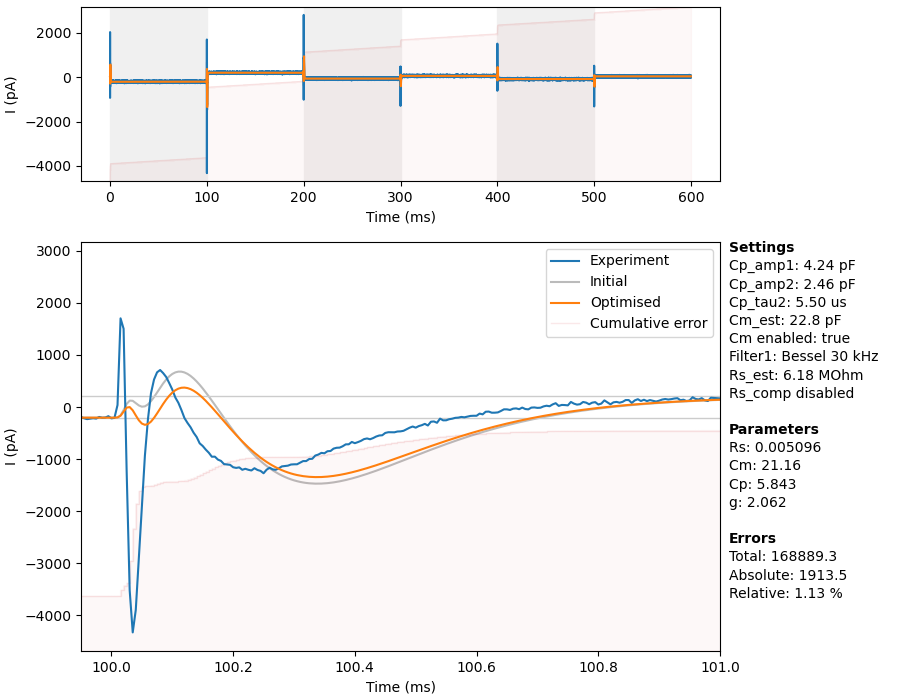 2000
0
−2000
−4000
I (pA)
0 100 200 300 400 500 600
Time (ms)
3000
2000
1000
0
−1000
−2000
−3000
−4000
I (pA)
100.0 100.2 100.4 100.6 100.8 101.0
Time (ms)
Experiment
Initial
Optimised
Cumulative error
Settings
Cp_amp1: 4.24 pF
Cp_amp2: 2.46 pF
Cp_tau2: 5.50 us
Cm_est: 22.8 pF
Cm enabled: true
Filter1: Bessel 30 kHz
Rs_est: 6.18 MOhm
Rs_comp disabled
Parameters
Rs: 0.005096
Cm: 21.16
Cp: 5.843
g: 2.062
Errors
Total: 168889.3
Absolute: 1913.5
Relative: 1.13 %